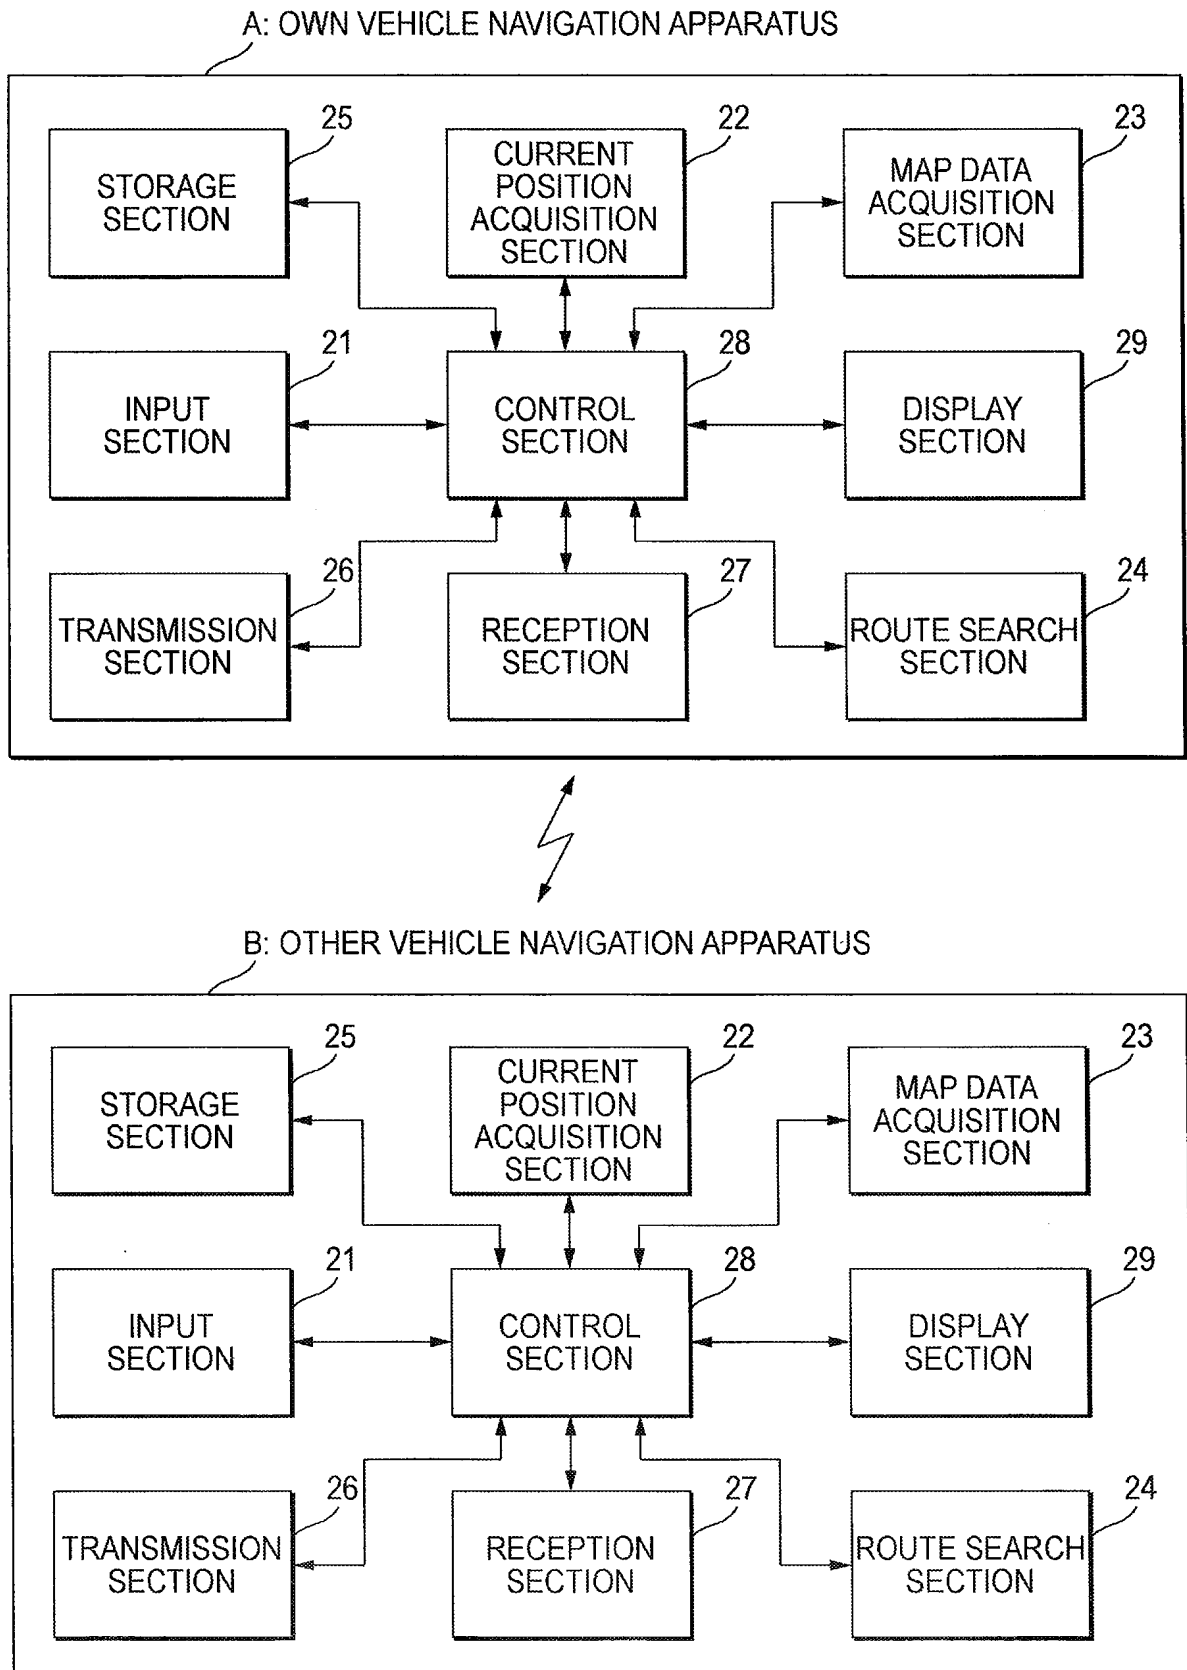 A: OWN VEHICLE NAVIGATION APPARATUS
25
22
23
STORAGE
SECTION
CURRENT
POSITION
ACQUISITION
SECTION
MAP DATA
ACQUISITION
SECTION
21
28
29
INPUT
SECTION
CONTROL
SECTION
DISPLAY
SECTION
26
27
24
TRANSMISSION
SECTION
RECEPTION
SECTION
ROUTE SEARCH
SECTION
B: OTHER VEHICLE NAVIGATION APPARATUS
25
22
23
STORAGE
SECTION
CURRENT
POSITION
ACQUISITION
SECTION
MAP DATA
ACQUISITION
SECTION
21
28
29
INPUT
SECTION
CONTROL
SECTION
DISPLAY
SECTION
26
27
24
TRANSMISSION
SECTION
RECEPTION
SECTION
ROUTE SEARCH
SECTION